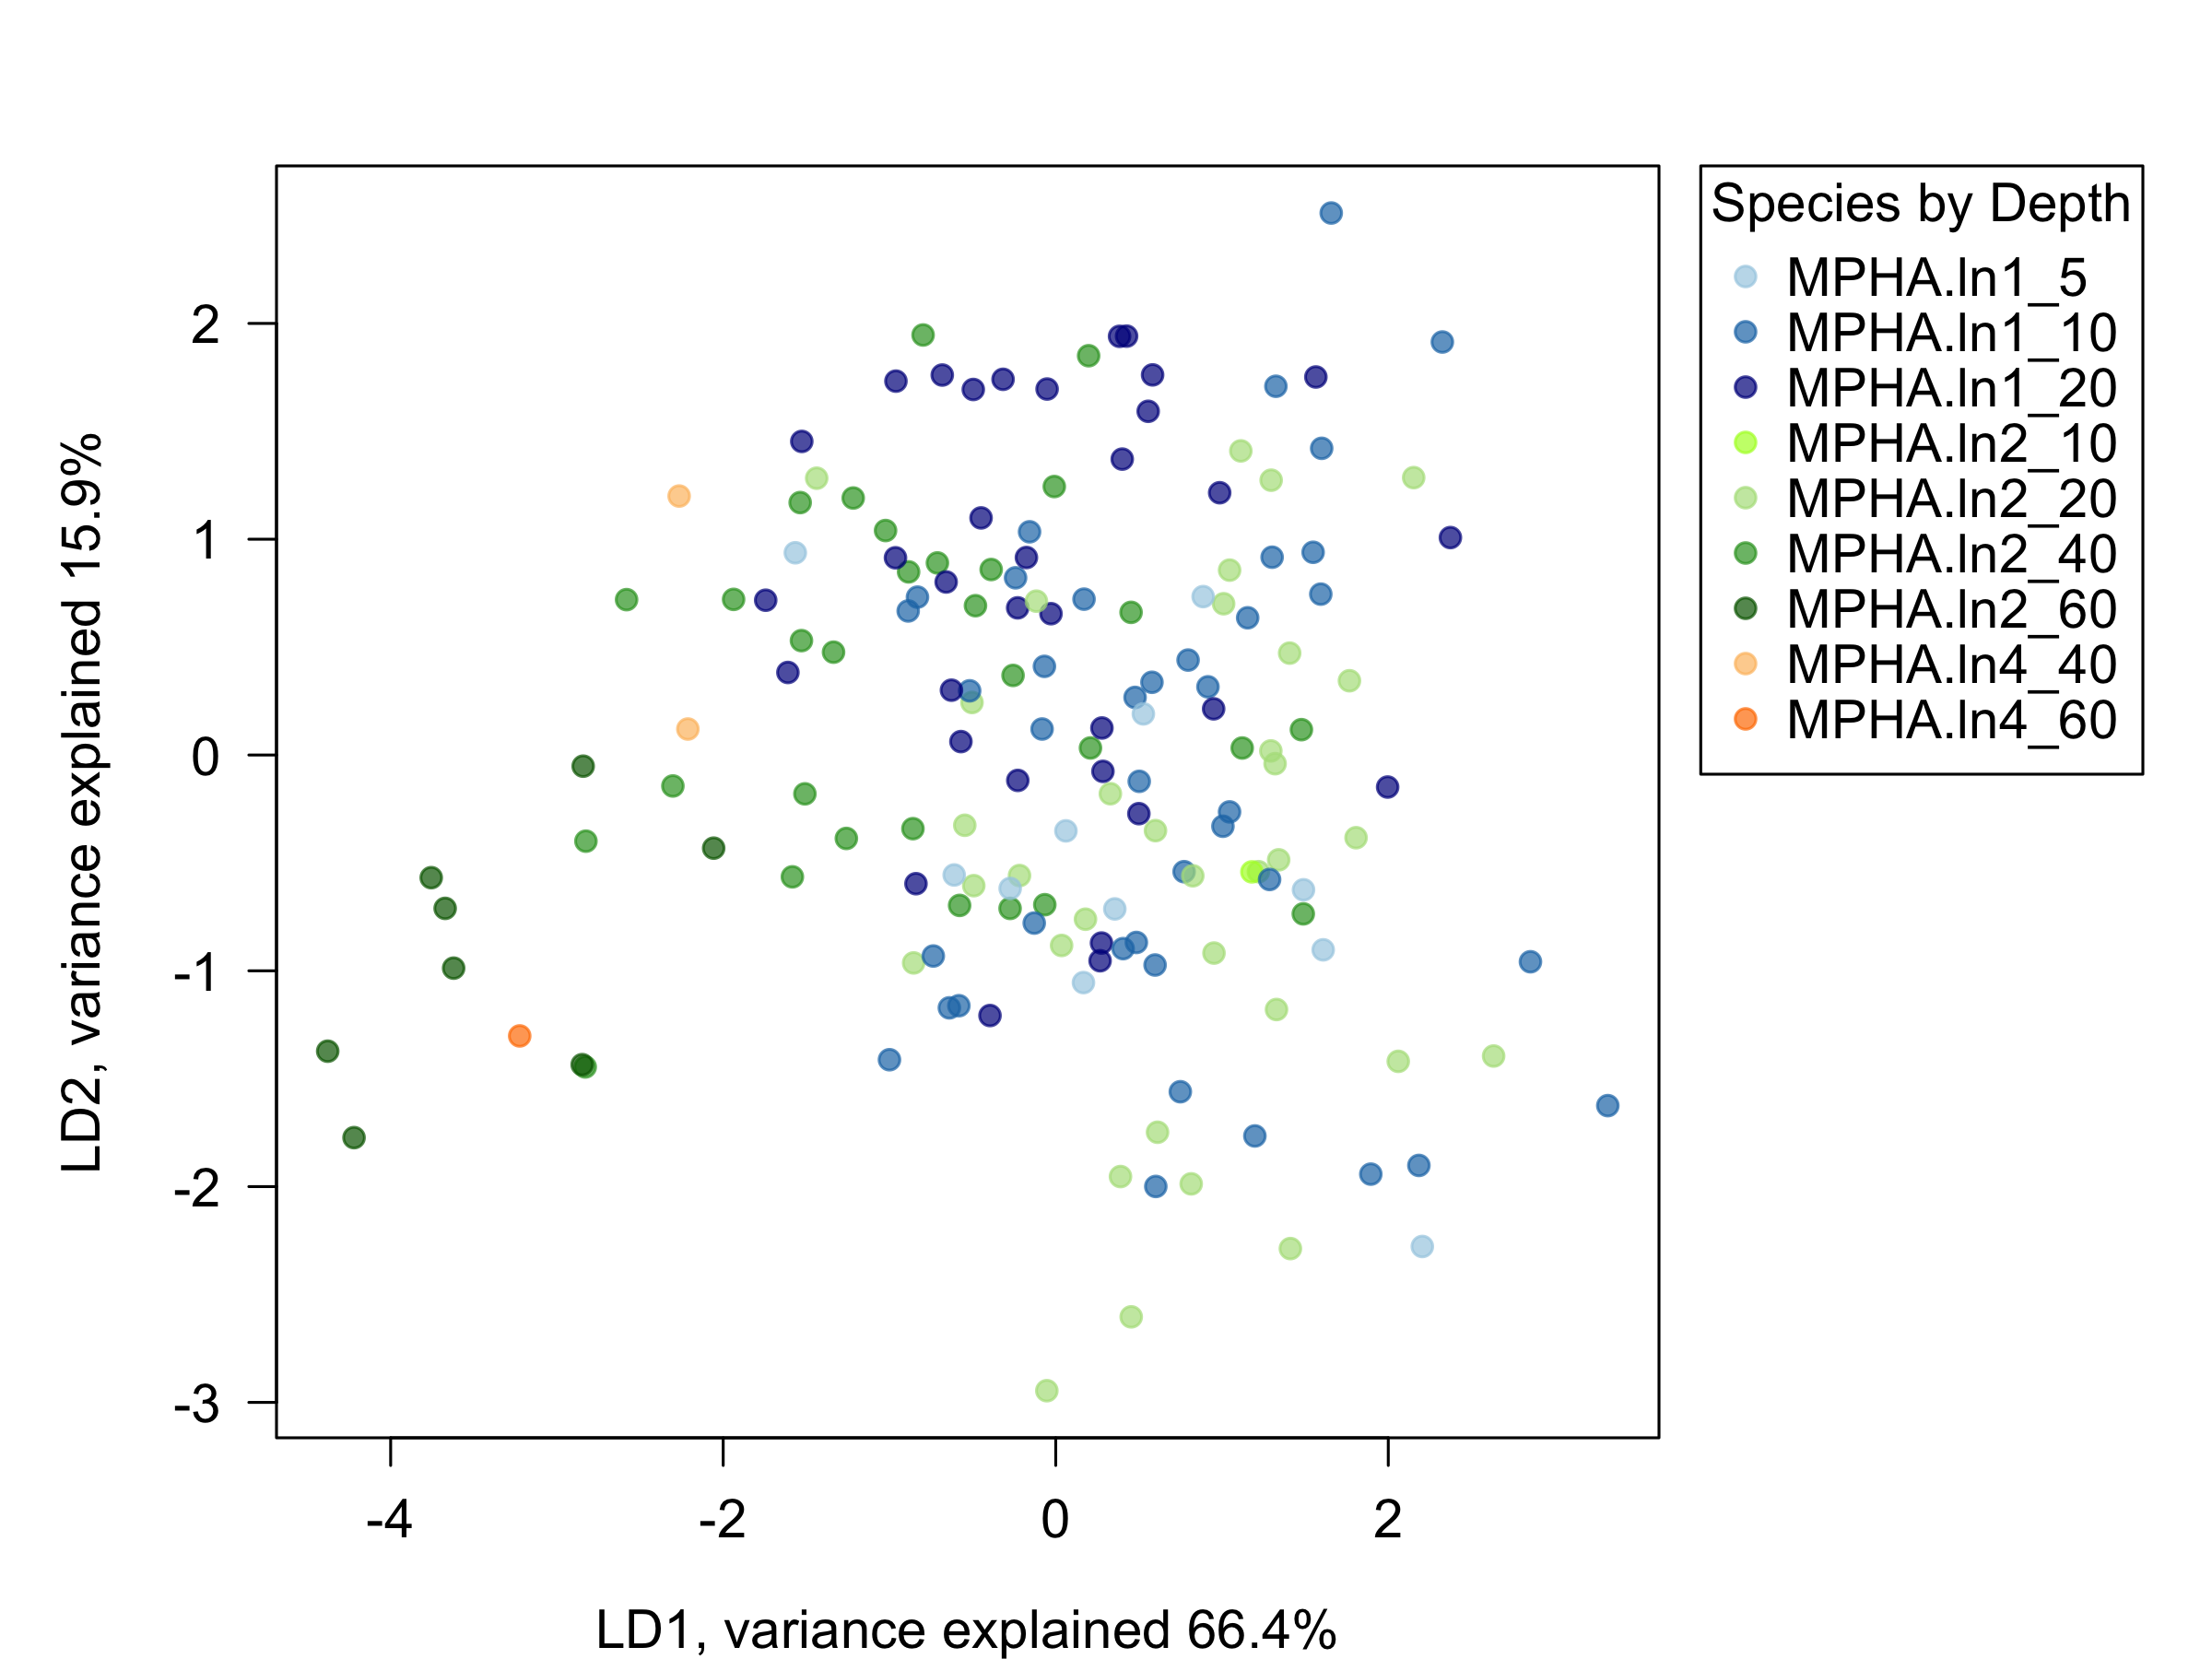 Species by Depth
MPHA.ln1_5
MPHA.ln1_10
MPHA.ln1_20
MPHA.ln2_10
MPHA.ln2_20
MPHA.ln2_40
MPHA.ln2_60
MPHA.ln4_40
MPHA.ln4_60
LD2, variance explained 15.9%
2
1
0
-1
-2
-3
-4
-2
0
2
LD1, variance explained 66.4%